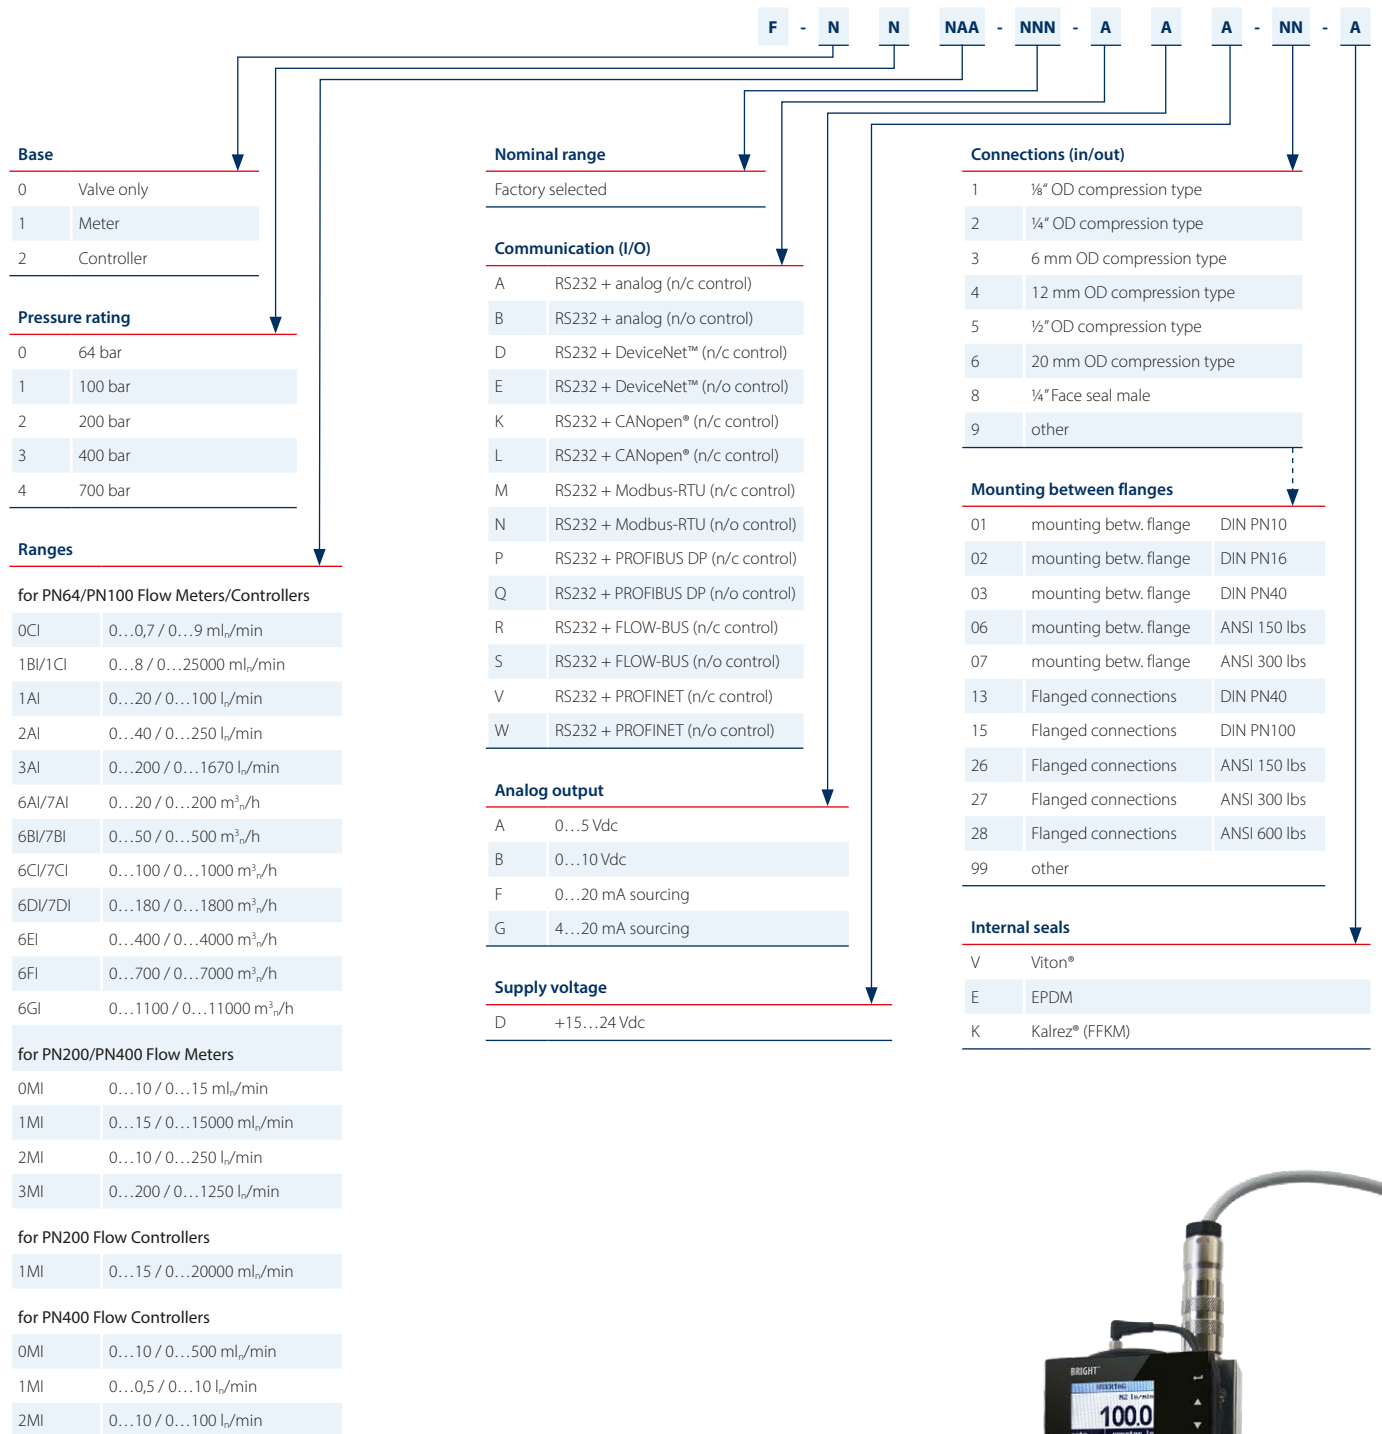 F - N N NAA - NNN - A A A - NN - A
Base
0 Valve only
1 Meter
2 Controller
Pressure rating
0 64 bar
1 100 bar
2 200 bar
3 400 bar
4 700 bar
Ranges
for PN64/PN100 Flow Meters/Controllers
0CI 0…0,7 / 0…9 mlₙ/min
1BI/1CI 0…8 / 0…25000 mlₙ/min
1AI 0…20 / 0…100 lₙ/min
2AI 0…40 / 0…250 lₙ/min
3AI 0…200 / 0…1670 lₙ/min
6AI/7AI 0…20 / 0…200 m³ₙ/h
6BI/7BI 0…50 / 0…500 m³ₙ/h
6CI/7CI 0…100 / 0…1000 m³ₙ/h
6DI/7DI 0…180 / 0…1800 m³ₙ/h
6EI 0…400 / 0…4000 m³ₙ/h
6FI 0…700 / 0…7000 m³ₙ/h
6GI 0…1100 / 0…11000 m³ₙ/h
for PN200/PN400 Flow Meters
0MI 0…10 / 0…15 mlₙ/min
1MI 0…15 / 0…15000 mlₙ/min
2MI 0…10 / 0…250 lₙ/min
3MI 0…200 / 0…1250 lₙ/min
for PN200 Flow Controllers
1MI 0…15 / 0…20000 mlₙ/min
for PN400 Flow Controllers
0MI 0…10 / 0…500 mlₙ/min
1MI 0…0,5 / 0…10 lₙ/min
2MI 0…10 / 0…100 lₙ/min
Nominal range
Factory selected
Communication (I/O)
A RS232 + analog (n/c control)
B RS232 + analog (n/o control)
D RS232 + DeviceNet™ (n/c control)
E RS232 + DeviceNet™ (n/o control)
K RS232 + CANopen® (n/c control)
L RS232 + CANopen® (n/c control)
M RS232 + Modbus-RTU (n/c control)
N RS232 + Modbus-RTU (n/o control)
P RS232 + PROFIBUS DP (n/c control)
Q RS232 + PROFIBUS DP (n/o control)
R RS232 + FLOW-BUS (n/c control)
S RS232 + FLOW-BUS (n/o control)
V RS232 + PROFINET (n/c control)
W RS232 + PROFINET (n/o control)
Analog output
A 0…5 Vdc
B 0…10 Vdc
F 0…20 mA sourcing
G 4…20 mA sourcing
Supply voltage
D +15…24 Vdc
Connections (in/out)
1 ⅛“ OD compression type
2 ¼“ OD compression type
3 6 mm OD compression type
4 12 mm OD compression type
5 ½” OD compression type
6 20 mm OD compression type
8 ¼” Face seal male
9 other
Mounting between flanges
01 mounting betw. flange DIN PN10
02 mounting betw. flange DIN PN16
03 mounting betw. flange DIN PN40
06 mounting betw. flange ANSI 150 lbs
07 mounting betw. flange ANSI 300 lbs
13 Flanged connections DIN PN40
15 Flanged connections DIN PN100
26 Flanged connections ANSI 150 lbs
27 Flanged connections ANSI 300 lbs
28 Flanged connections ANSI 600 lbs
99 other
Internal seals
V Viton®
E EPDM
K Kalrez® (FFKM)
BRIGHT™
USERTAG
N2 ln/min
100.0